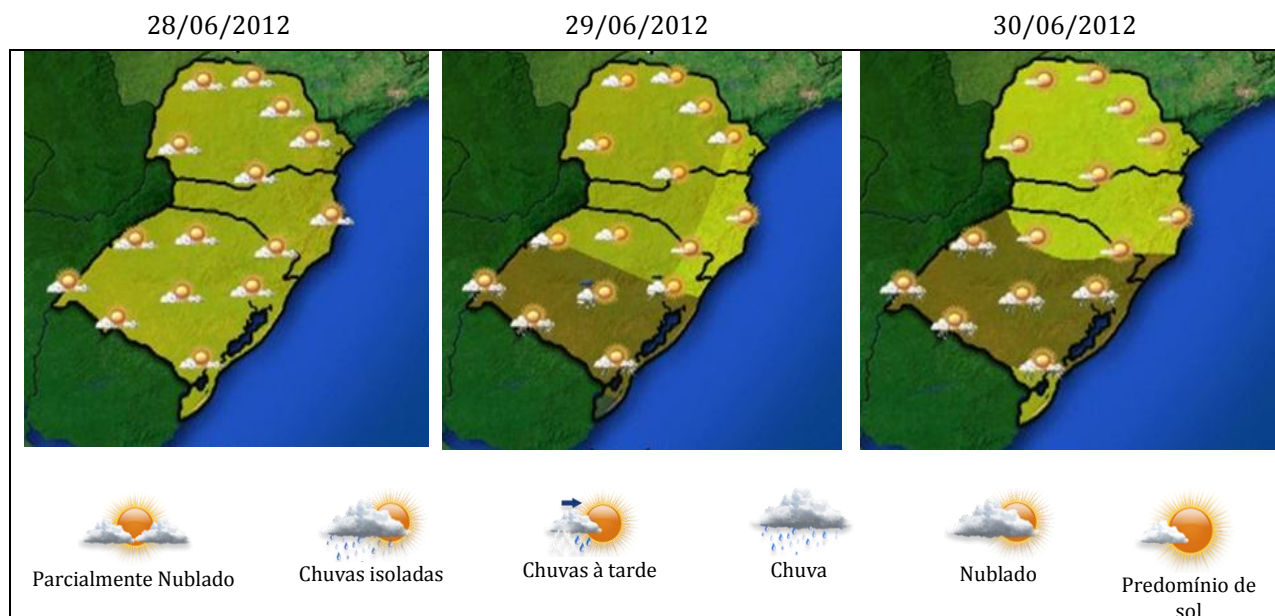 28/06/2012 29/06/2012 30/06/2012
Parcialmente Nublado
Chuvas isoladas
Chuvas à tarde
Chuva
Nublado
Predomínio de
sol